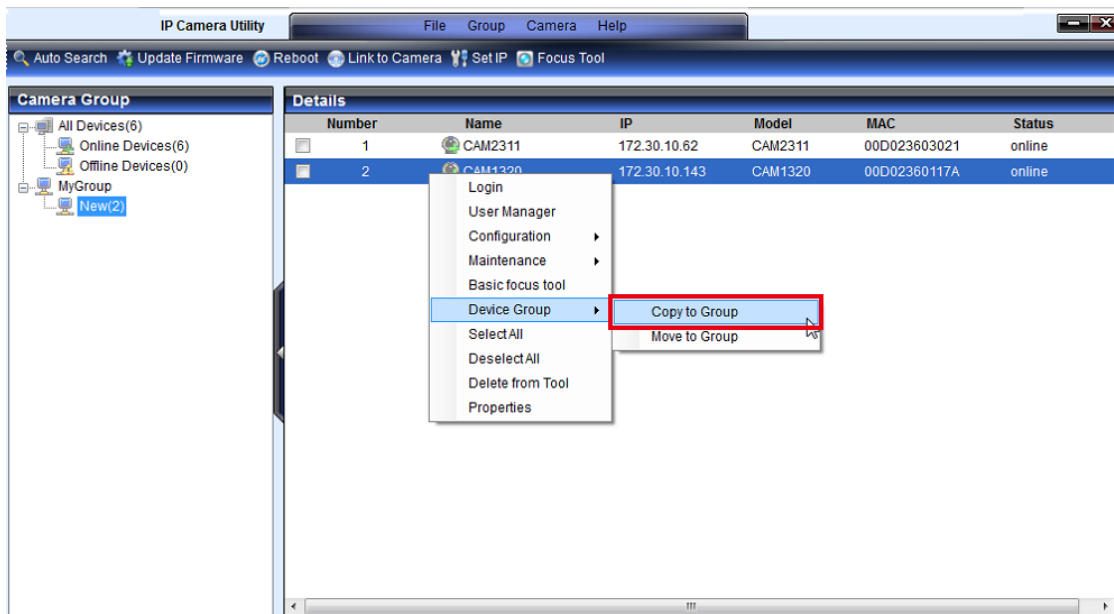 IP Camera Utility File Group Camera Help
Auto Search Update Firmware Reboot Link to Camera Set IP Focus Tool
Camera Group
All Devices(6)
Online Devices(6)
Offline Devices(0)
MyGroup
New(2)
Details
Number Name IP Model MAC Status
1 CAM2311 172.30.10.62 CAM2311 00D023603021 online
2 CAM1320 172.30.10.143 CAM1320 00D02360117A online
Login
User Manager
Configuration
Maintenance
Basic focus tool
Device Group
Select All
Deselect All
Delete from Tool
Properties
Copy to Group
Move to Group